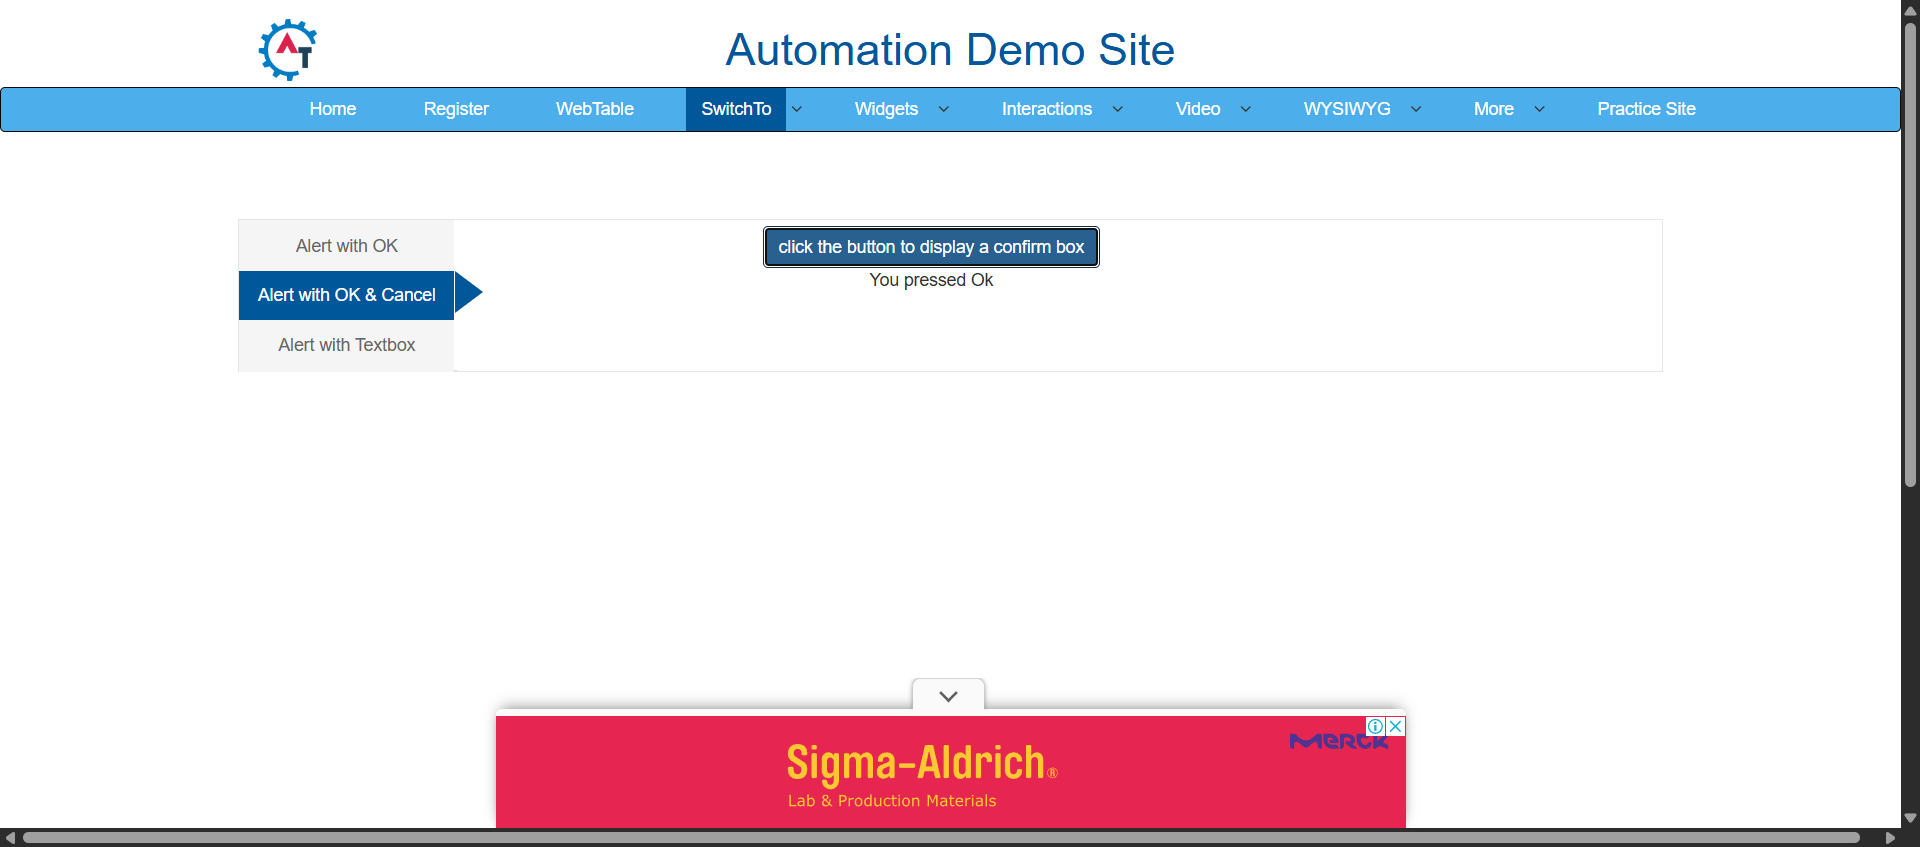 AT
Automation Demo Site
Home Register WebTable SwitchTo Widgets Interactions Video WYSIWYG More Practice Site
Alert with OK
click the button to display a confirm box
You pressed Ok
Alert with OK & Cancel
Alert with Textbox
MERCK
Sigma-Aldrich®
Lab & Production Materials